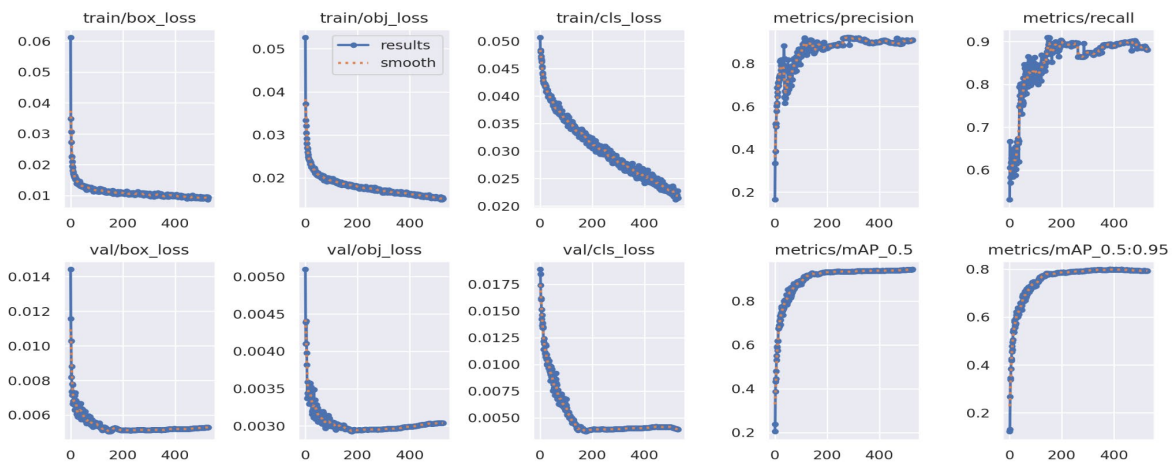 train/box_loss
train/obj_loss
train/cls_loss
metrics/precision
metrics/recall
0.06
0.05
0.04
0.03
0.02
0.01
0 200 400
0.05
0.04
0.03
0.02
0 200 400
results
smooth
0.050
0.045
0.040
0.035
0.030
0.025
0.020
0 200 400
0.8
0.6
0.4
0.2
0 200 400
0.9
0.8
0.7
0.6
0 200 400
val/box_loss
val/obj_loss
val/cls_loss
metrics/mAP_0.5
metrics/mAP_0.5:0.95
0.014
0.012
0.010
0.008
0.006
0 200 400
0.0050
0.0045
0.0040
0.0035
0.0030
0 200 400
0.0175
0.0150
0.0125
0.0100
0.0075
0.0050
0 200 400
0.8
0.6
0.4
0.2
0 200 400
0.8
0.6
0.4
0.2
0 200 400